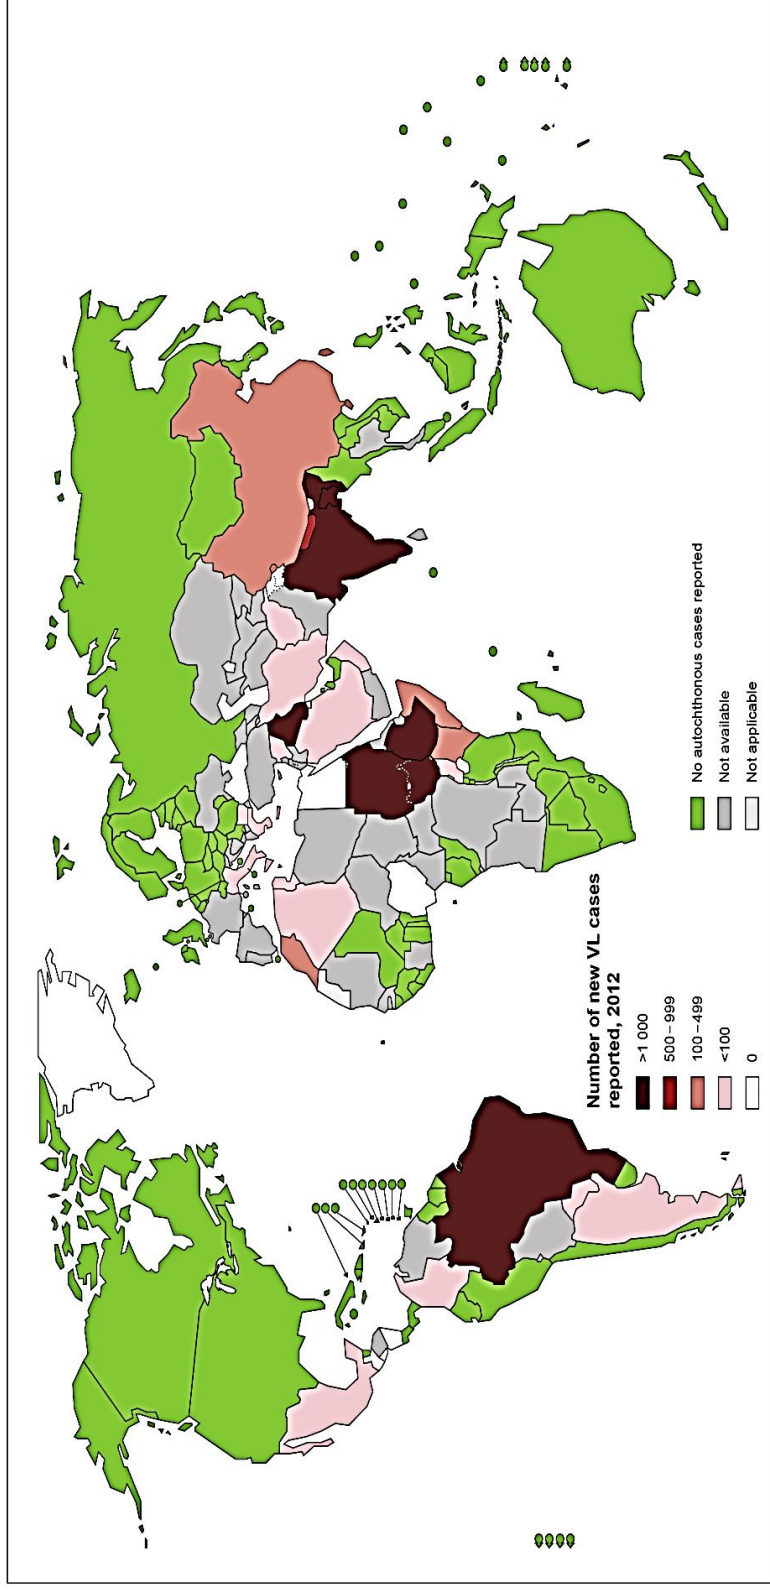 Number of new VL cases
reported, 2012
>1 000
500–999
100–499
<100
0
No autochthonous cases reported
Not available
Not applicable